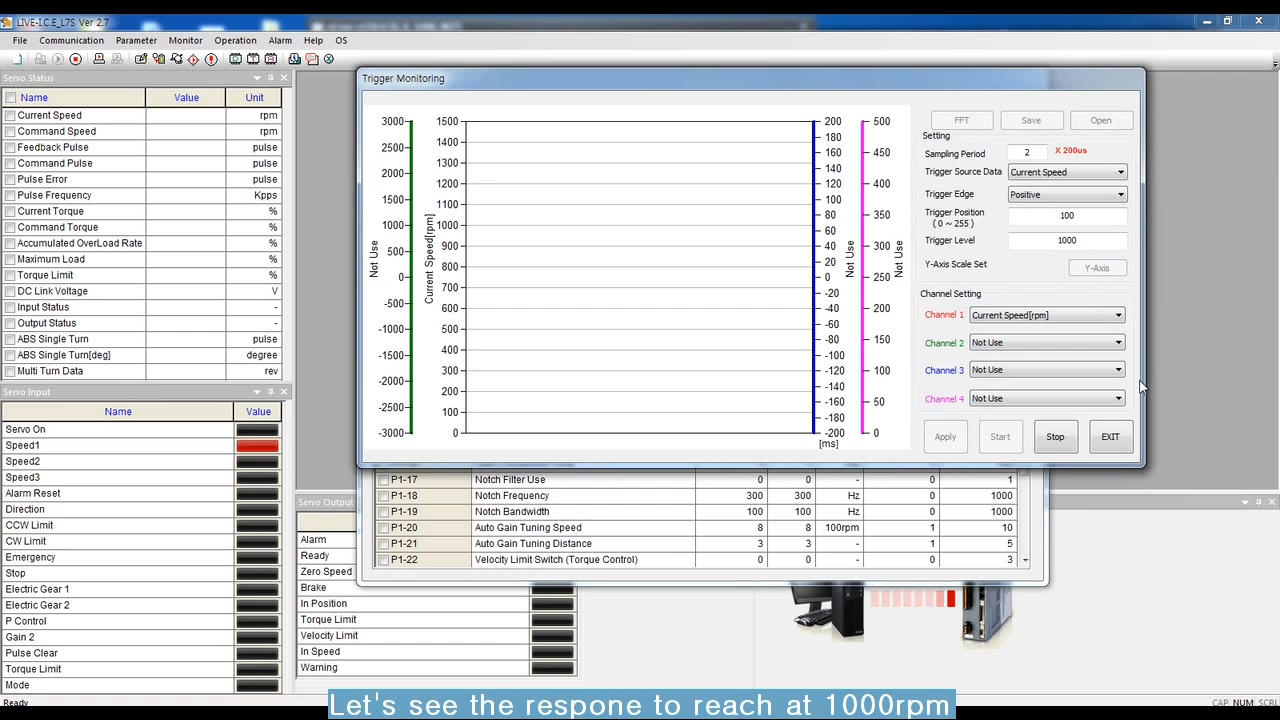 LIVE-I.C.E_L7S Ver 2.7
File Communication Parameter Monitor Operation Alarm Help OS
Servo Status
Name Value Unit
Current Speed rpm
Command Speed rpm
Feedback Pulse pulse
Command Pulse pulse
Pulse Error pulse
Pulse Frequency Kpps
Current Torque %
Command Torque %
Accumulated OverLoad Rate %
Maximum Load %
Torque Limit %
DC Link Voltage V
Input Status -
Output Status -
ABS Single Turn pulse
ABS Single Turn[deg] degree
Multi Turn Data rev
Servo Input
Name Value
Servo On
Speed1
Speed2
Speed3
Alarm Reset
Direction
CCW Limit
CW Limit
Emergency
Stop
Electric Gear 1
Electric Gear 2
P Control
Gain 2
Pulse Clear
Torque Limit
Mode
Trigger Monitoring
Not Use
3000
2500
2000
1500
1000
500
0
-500
-1000
-1500
-2000
-2500
-3000
Current Speed[rpm]
1500
1400
1300
1200
1100
1000
900
800
700
600
500
400
300
200
100
0
200
180
160
140
120
100
80
60
40
20
0
-20
-40
-60
-80
-100
-120
-140
-160
-180
-200
[ms]
Not Use
500
450
400
350
300
250
200
150
100
50
0
Not Use
FFT Save Open
Setting
Sampling Period 2 X 200us
Trigger Source Data Current Speed
Trigger Edge Positive
Trigger Position
( 0 ~ 255 ) 100
Trigger Level 1000
Y-Axis Scale Set Y-Axis
Channel Setting
Channel 1 Current Speed[rpm]
Channel 2 Not Use
Channel 3 Not Use
Channel 4 Not Use
Apply Start Stop EXIT
P1-17 Notch Filter Use 0 0 - 0 1
P1-18 Notch Frequency 300 300 Hz 0 1000
P1-19 Notch Bandwidth 100 100 Hz 0 1000
P1-20 Auto Gain Tuning Speed 8 8 100rpm 1 10
P1-21 Auto Gain Tuning Distance 3 3 - 1 5
P1-22 Velocity Limit Switch (Torque Control) 0 0 - 0 3
Servo Output
Alarm
Ready
Zero Speed
Brake
In Position
Torque Limit
Velocity Limit
In Speed
Warning
Ready
CAP NUM SCRL
Let's see the respone to reach at 1000rpm